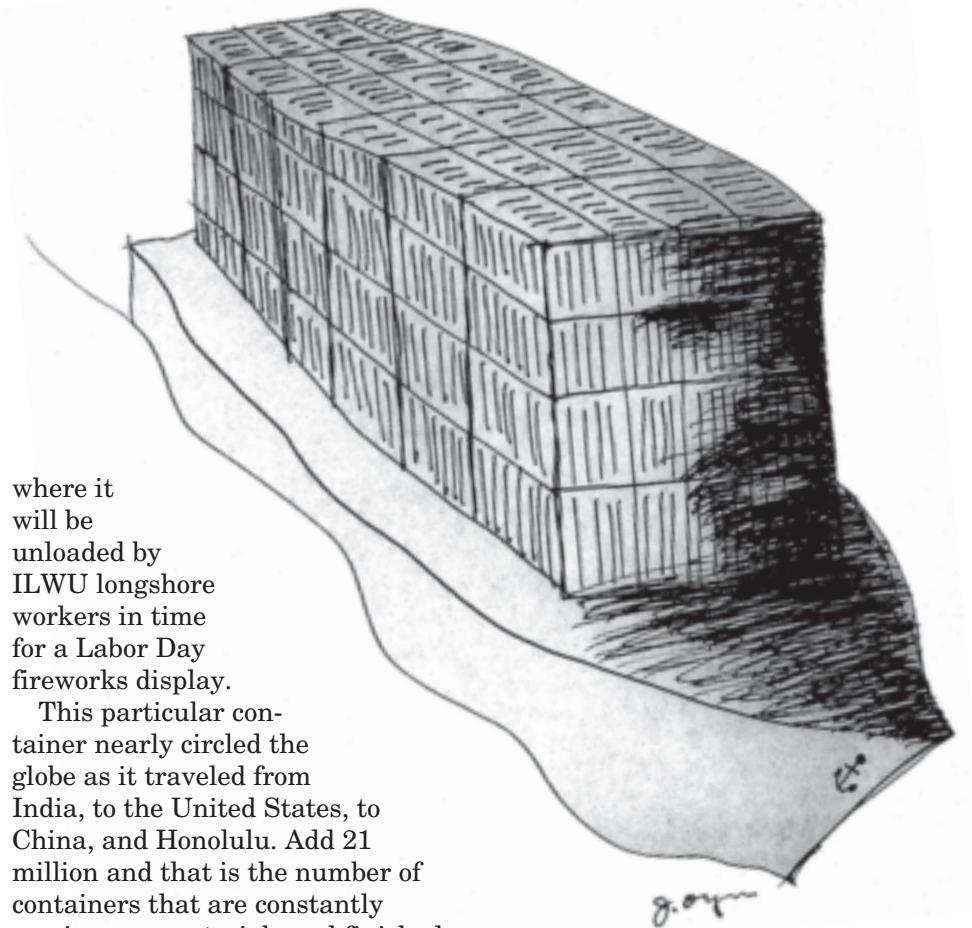 where it
will be
unloaded by
ILWU longshore
workers in time
for a Labor Day
fireworks display.
This particular con-
tainer nearly circled the
globe as it traveled from
India, to the United States, to
China, and Honolulu. Add 21
million and that is the number of
containers that are constantly